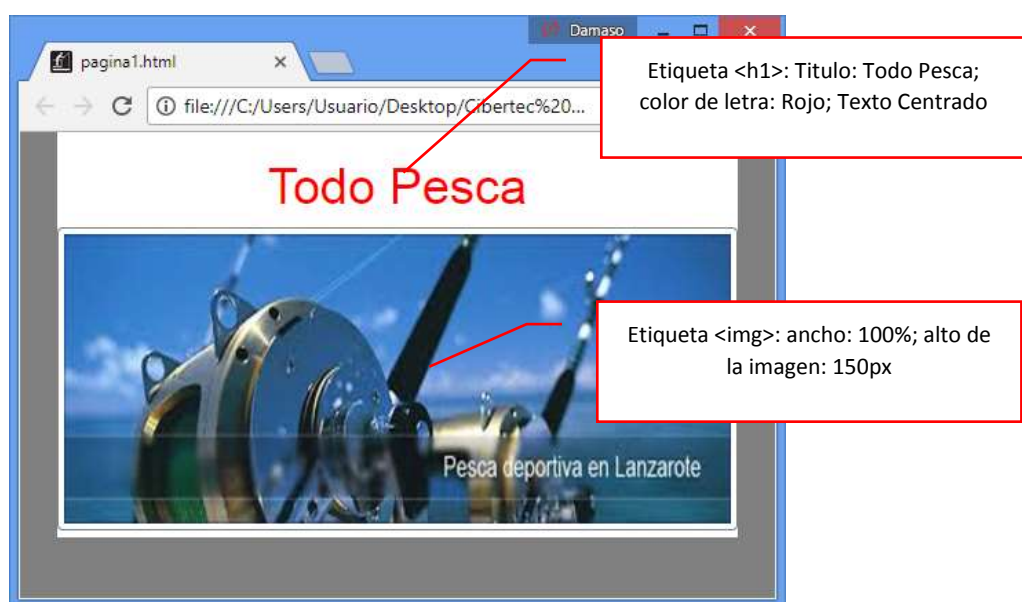 Damaso
pagina1.html
file:///C:/Users/Usuario/Desktop/Cibertec%20...
Etiqueta <h1>: Titulo: Todo Pesca;
color de letra: Rojo; Texto Centrado
Todo Pesca
Etiqueta <img>: ancho: 100%; alto de
la imagen: 150px
Pesca deportiva en Lanzarote